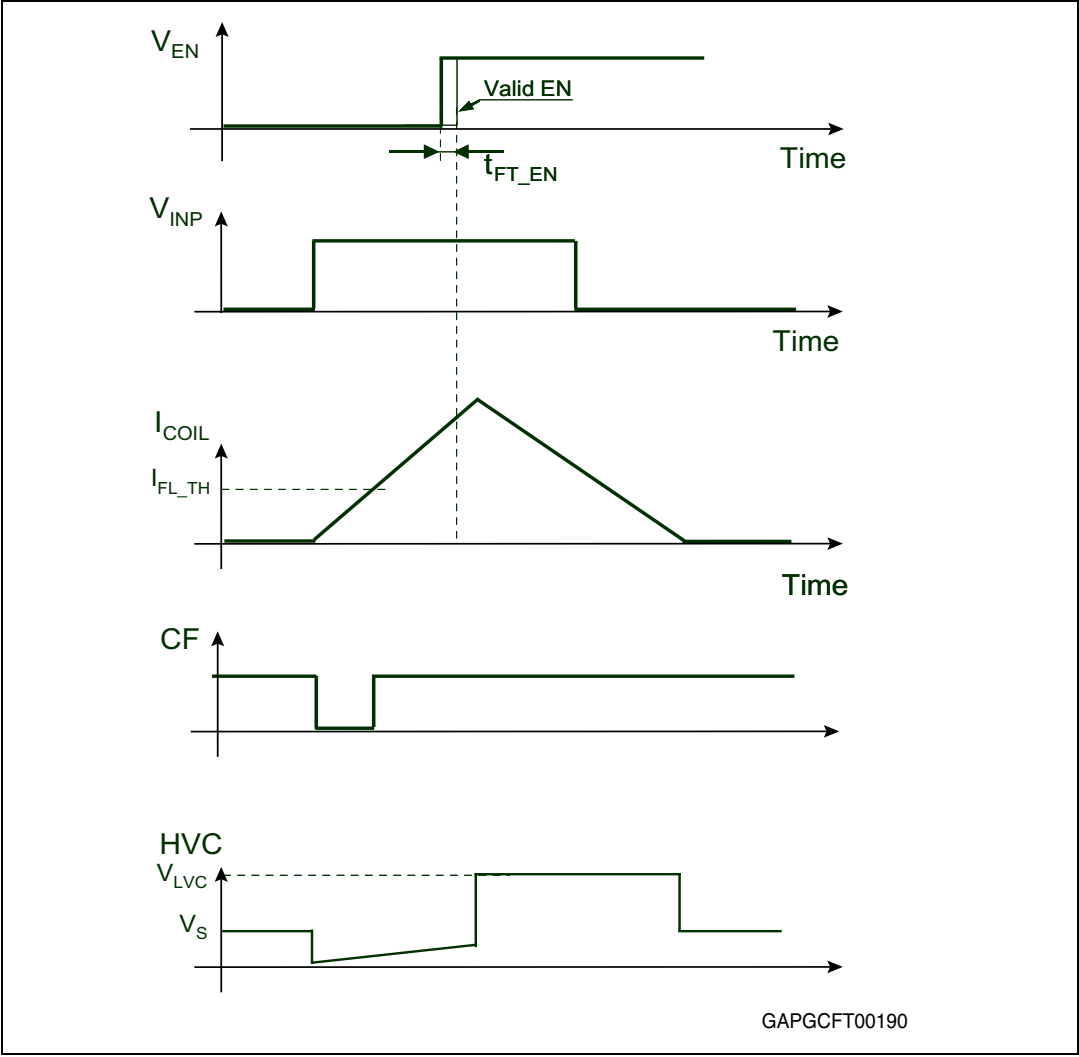 VEN
Valid EN
Time
tFT_EN
VINP
Time
ICOIL
IFL_TH
Time
CF
HVC
VLVC
VS
GAPGCFT00190